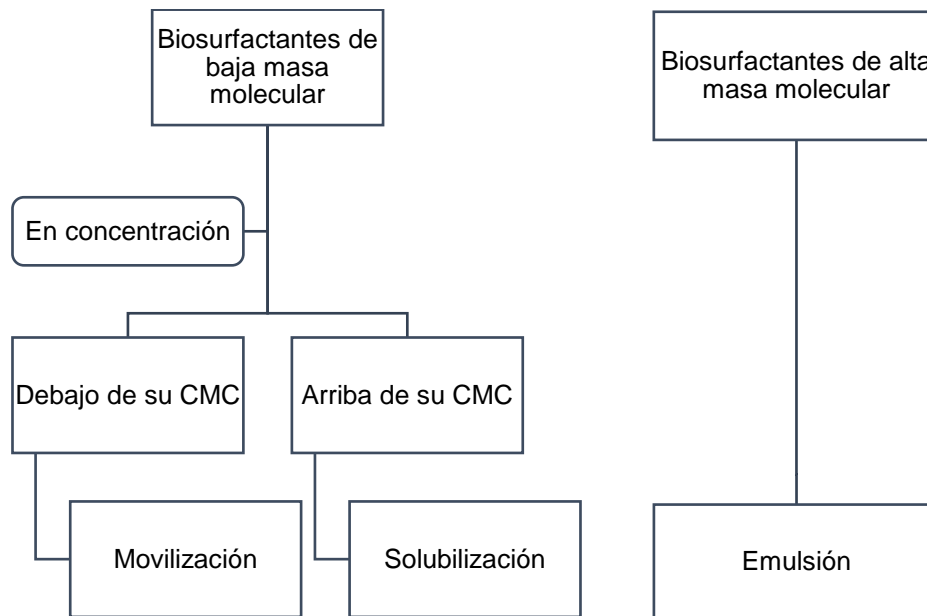 Biosurfactantes de
baja masa
molecular
Biosurfactantes de alta
masa molecular
En concentración
Debajo de su CMC
Arriba de su CMC
Movilización
Solubilización
Emulsión